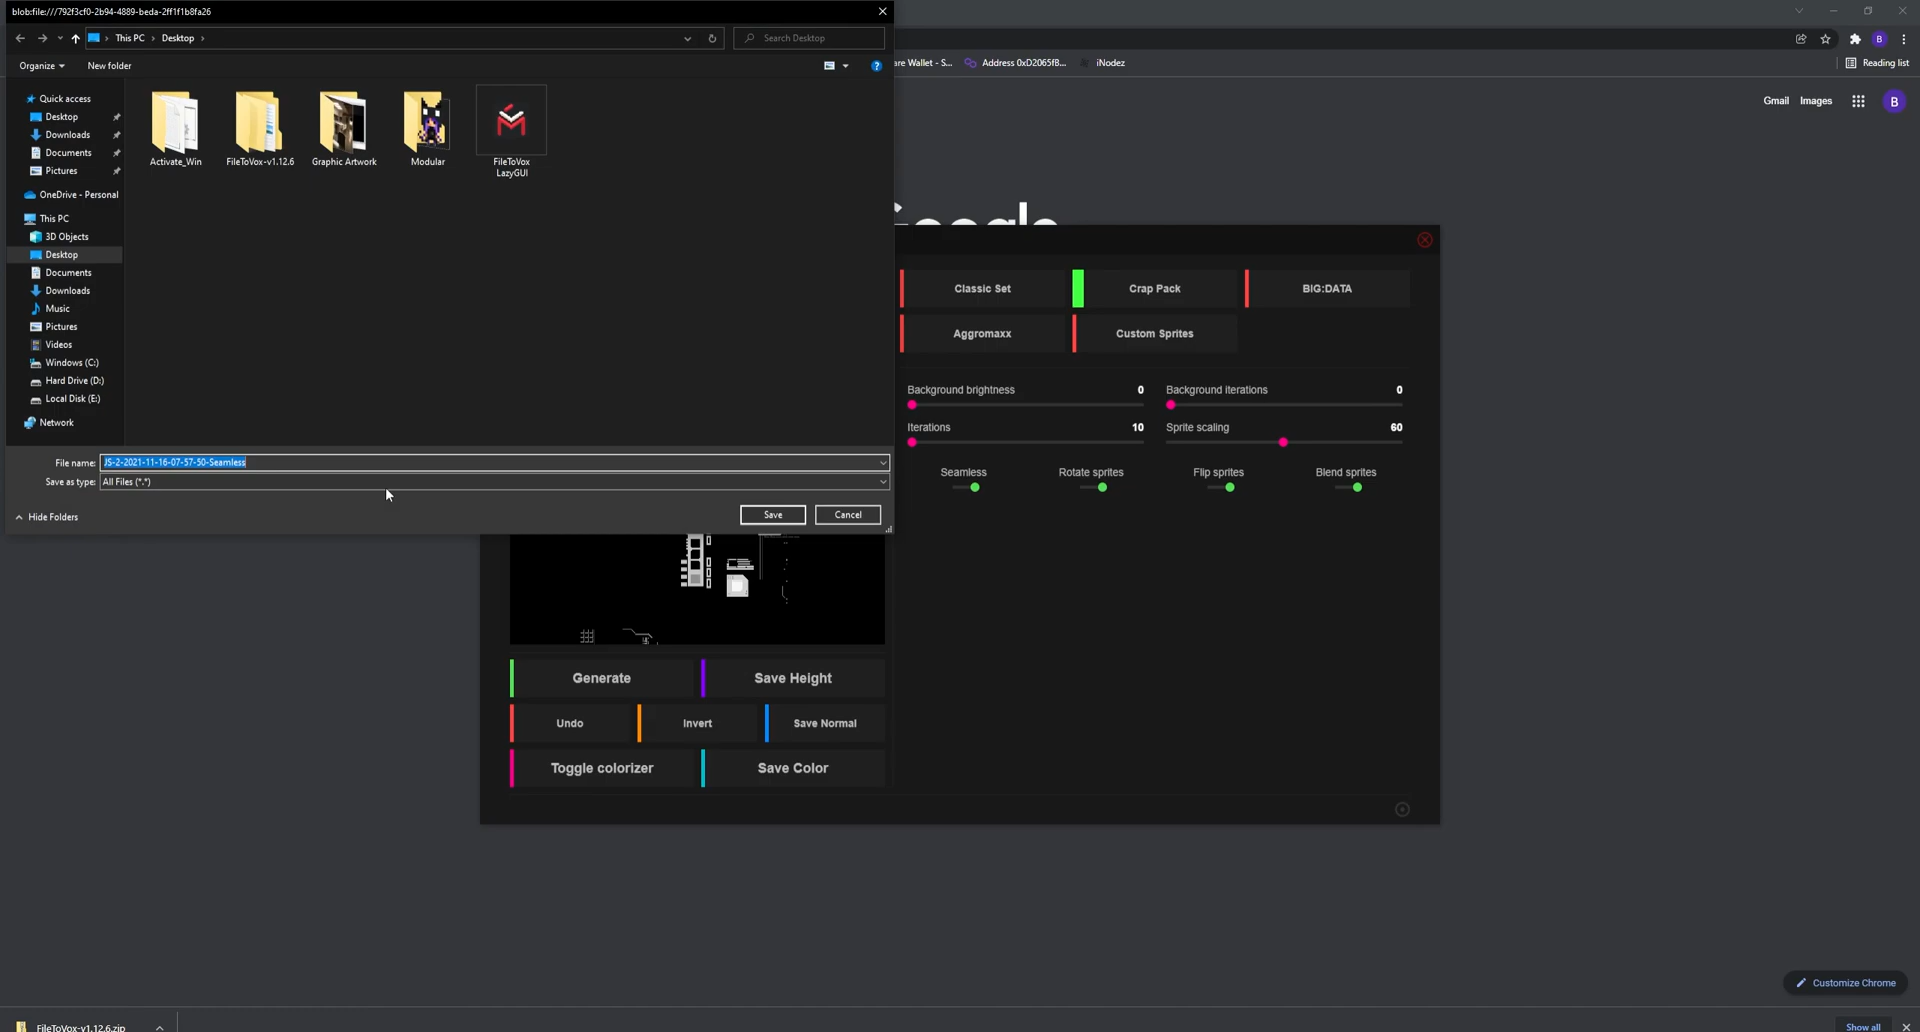 blob:file:///792f3cf0-2b94-4889-beda-2ff1f1b8fa26
This PC > Desktop >
Search Desktop
Organize
New folder
Quick access
Desktop
Downloads
Documents
Pictures
OneDrive - Personal
This PC
3D Objects
Desktop
Documents
Downloads
Music
Pictures
Videos
Windows (C:)
Hard Drive (D:)
Local Disk (E:)
Network
Activate_Win
FileToVox-v1.12.6
Graphic Artwork
Modular
FileToVox
LazyGUI
File name: JS-2-2021-11-16-07-57-50-Seamless
Save as type: All Files (*.*)
Hide Folders
Save
Cancel
are Wallet - S...
Address 0xD2065f8...
iNodez
Reading list
Gmail
Images
B
B
Classic Set
Crap Pack
BIG:DATA
Aggromaxx
Custom Sprites
Background brightness 0
Background iterations 0
Iterations 10
Sprite scaling 60
Seamless
Rotate sprites
Flip sprites
Blend sprites
Generate
Save Height
Undo
Invert
Save Normal
Toggle colorizer
Save Color
Customize Chrome
FileToVox-v1.12.6.zip
Show all